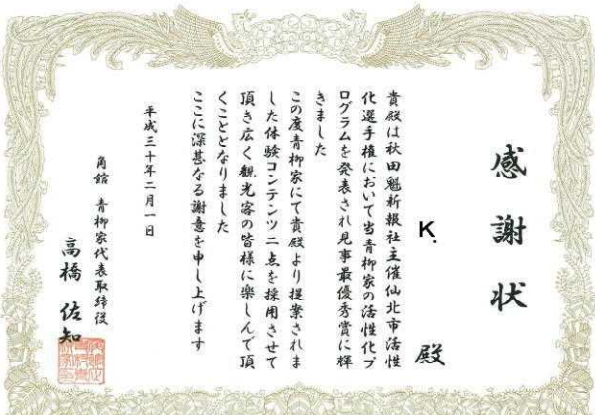 感謝状
K. 殿
貴殿は秋田魁新報社主催仙北市活性
化選手権において当青柳家の活性化プ
ログラムを発表され見事最優秀賞に輝
きました
この度青柳家にて貴殿より提案されま
した体験コンテンツ二点を採用させて
頂き広く観光客の皆様に楽しんで頂
くこととなりました
ここに深甚なる謝意を申し上げます
平成三十年二月一日
角館 青柳家代表取締役
高橋佐知